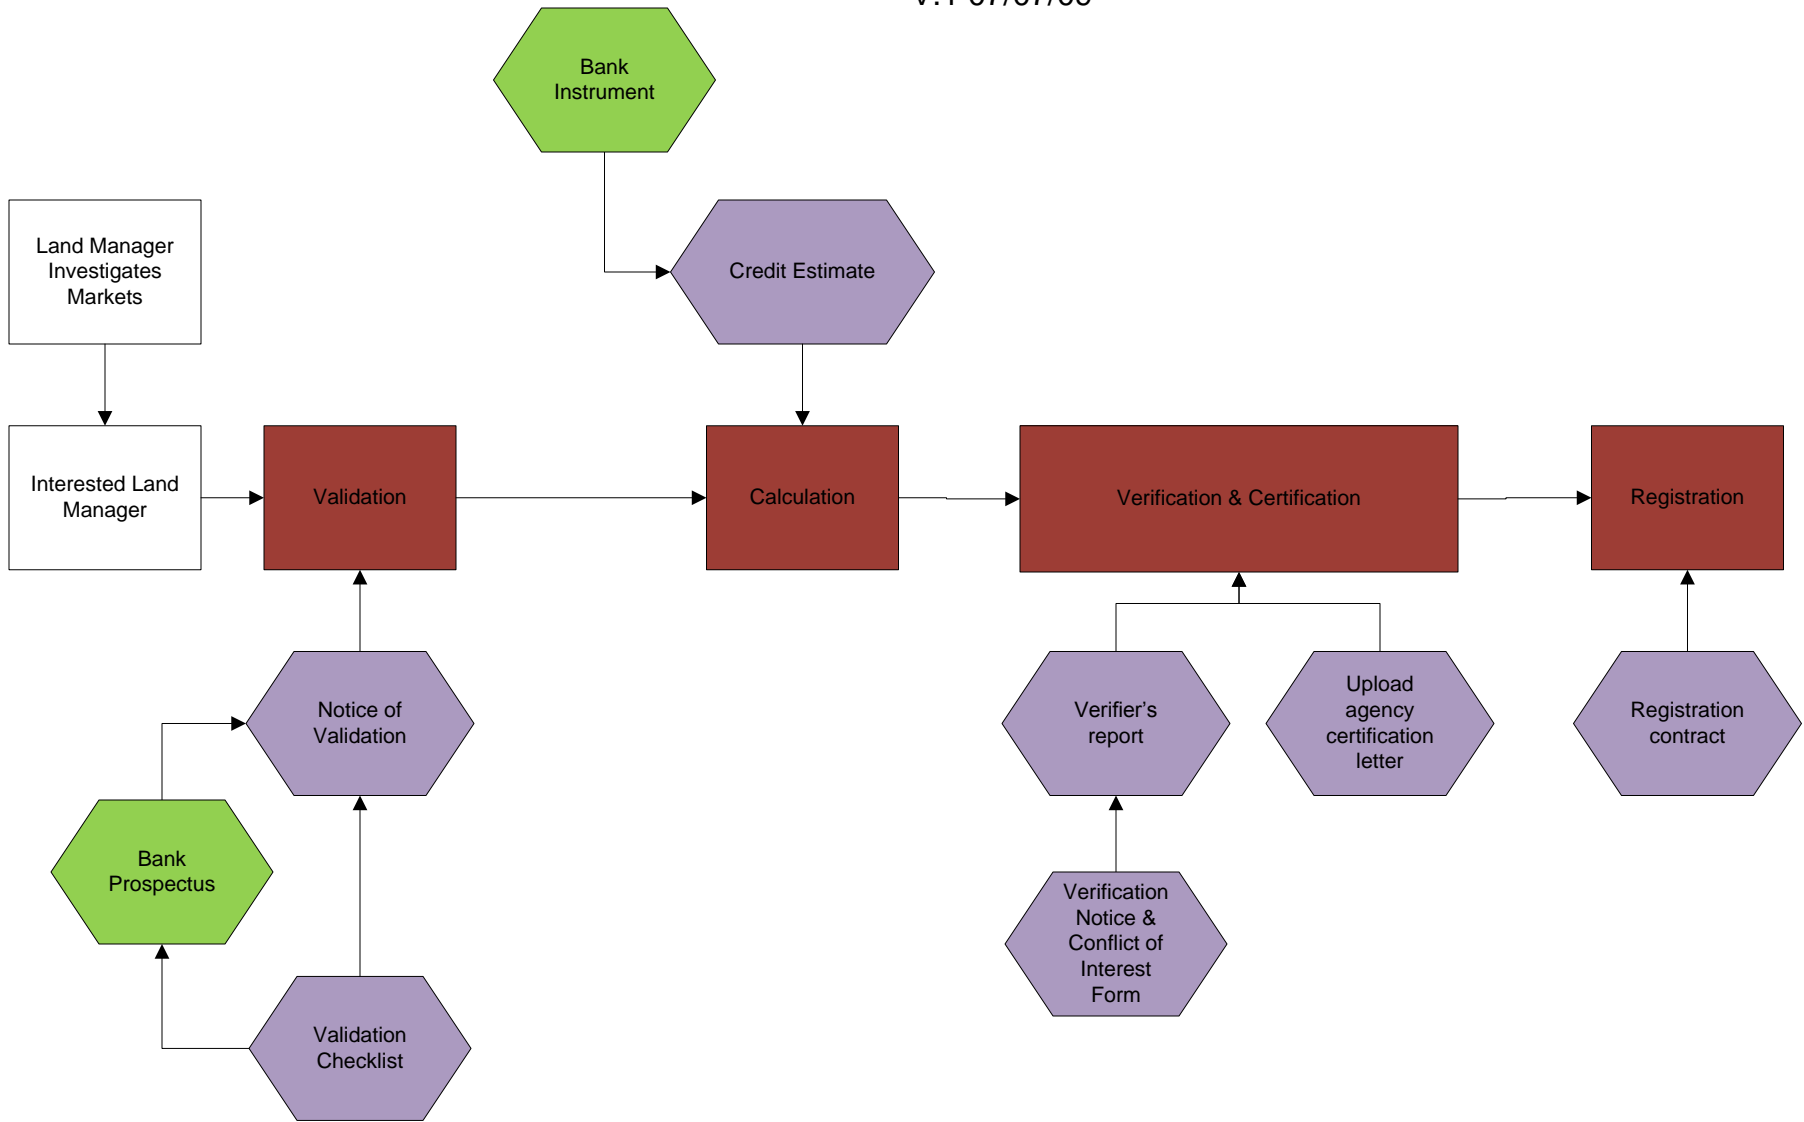 Bank
Instrument
Land Manager
Investigates
Markets
Credit Estimate
Interested Land
Manager
Validation
Calculation
Verification & Certification
Registration
Notice of
Validation
Verifier’s
report
Upload
agency
certification
letter
Registration
contract
Bank
Prospectus
Verification
Notice &
Conflict of
Interest
Form
Validation
Checklist